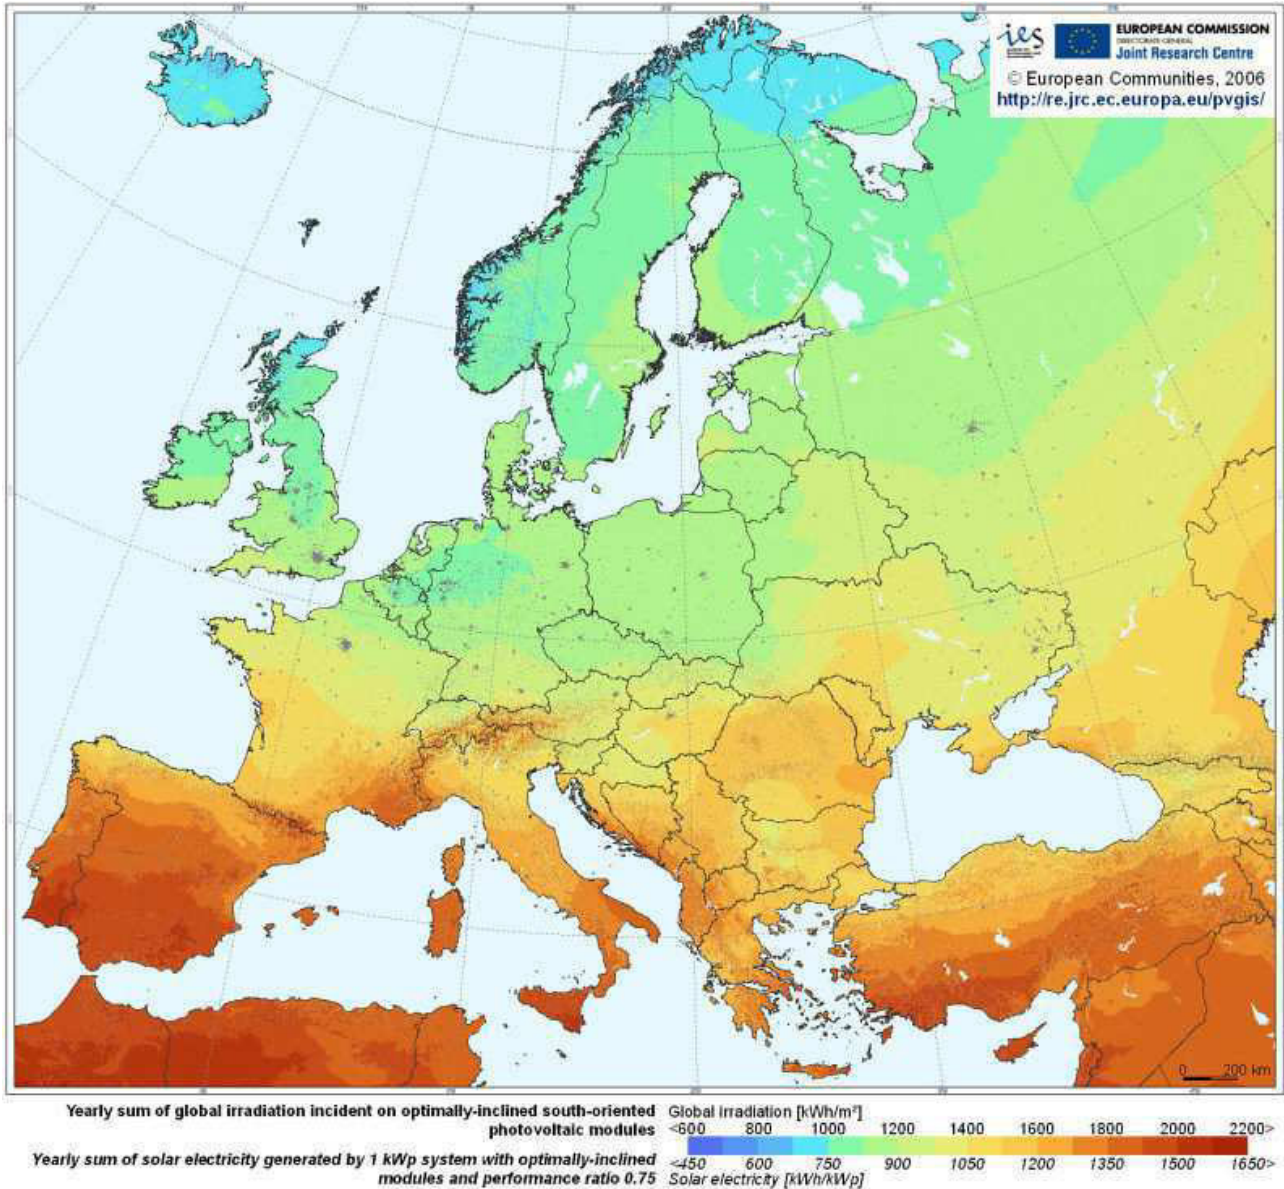 ies
EUROPEAN COMMISSION
DIRECTORATE-GENERAL
Joint Research Centre
© European Communities, 2006
http://re.jrc.ec.europa.eu/pvgis/
0 200 km
Yearly sum of global irradiation incident on optimally-inclined south-oriented
photovoltaic modules
Global irradiation [kWh/m²]
<600 800 1000 1200 1400 1600 1800 2000 2200>
Yearly sum of solar electricity generated by 1 kWp system with optimally-inclined
modules and performance ratio 0.75
<450 600 750 900 1050 1200 1350 1500 1650>
Solar electricity [kWh/kWp]